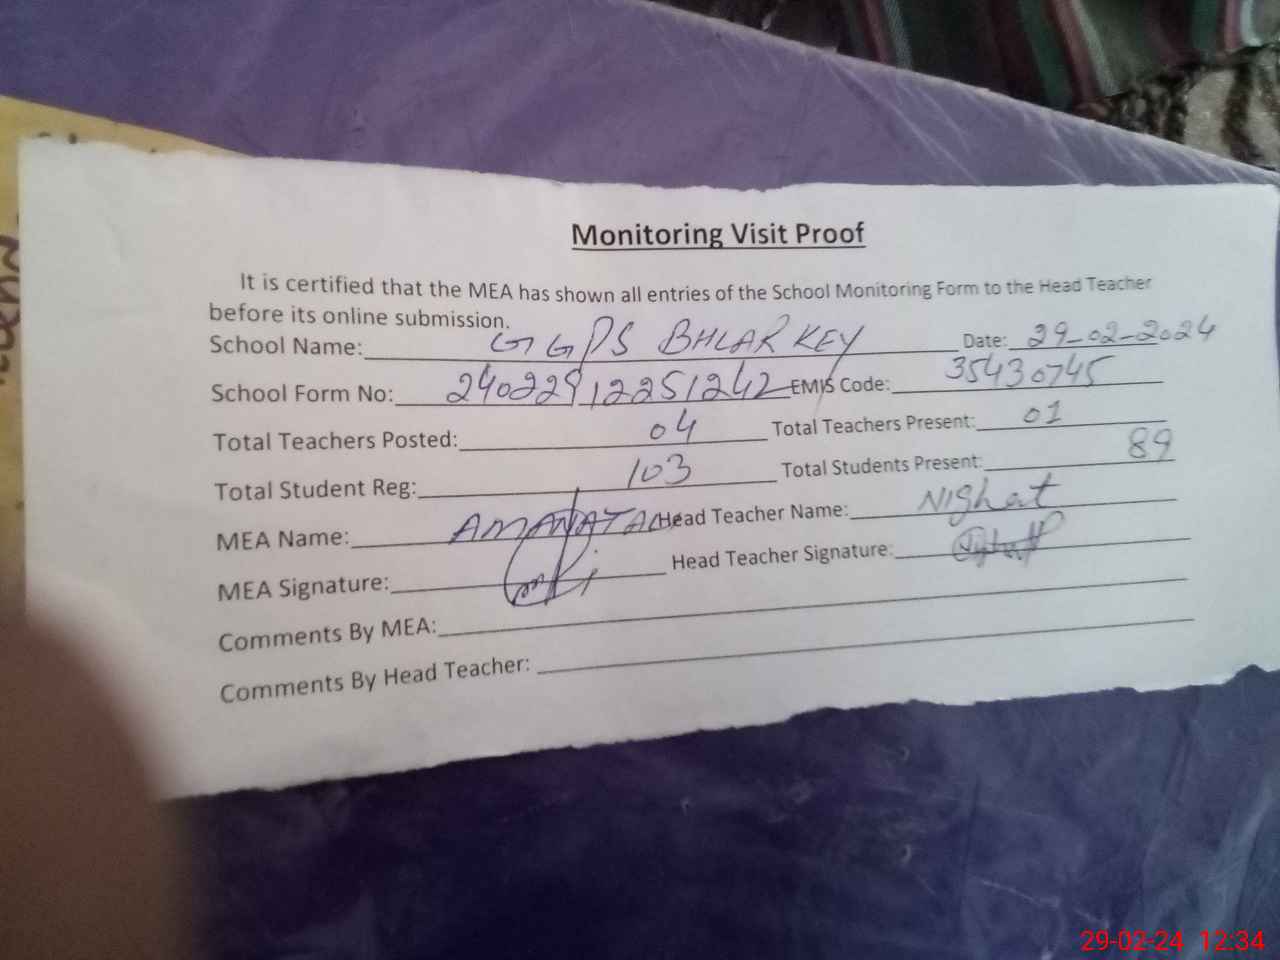 Monitoring Visit Proof
It is certified that the MEA has shown all entries of the School Monitoring Form to the Head Teacher
before its online submission.
School Name: GGPS BHLAR KEY Date: 29-02-2024
School Form No: 24022912251242 EMIS Code: 35430745
Total Teachers Posted: 04 Total Teachers Present: 01
Total Student Reg: 103 Total Students Present: 89
MEA Name: AMANAT Head Teacher Name: Nighat
MEA Signature: Head Teacher Signature:
Comments By MEA:
Comments By Head Teacher:
29-02-24 12:34